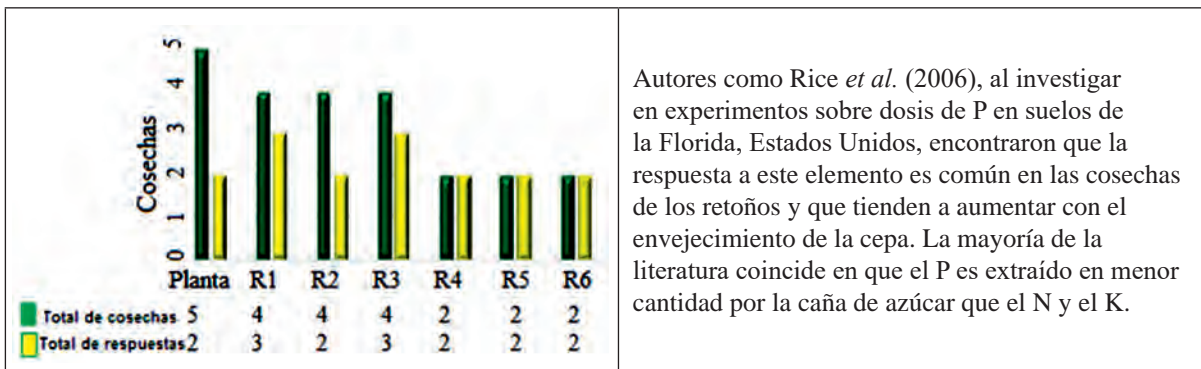 Cosechas
5
4
3
2
1
0
Planta R1 R2 R3 R4 R5 R6
Total de cosechas 5 4 4 4 2 2 2
Total de respuestas 2 3 2 3 2 2 2
Autores como Rice et al. (2006), al investigar
en experimentos sobre dosis de P en suelos de
la Florida, Estados Unidos, encontraron que la
respuesta a este elemento es común en las cosechas
de los retoños y que tienden a aumentar con el
envejecimiento de la cepa. La mayoría de la
literatura coincide en que el P es extraído en menor
cantidad por la caña de azúcar que el N y el K.